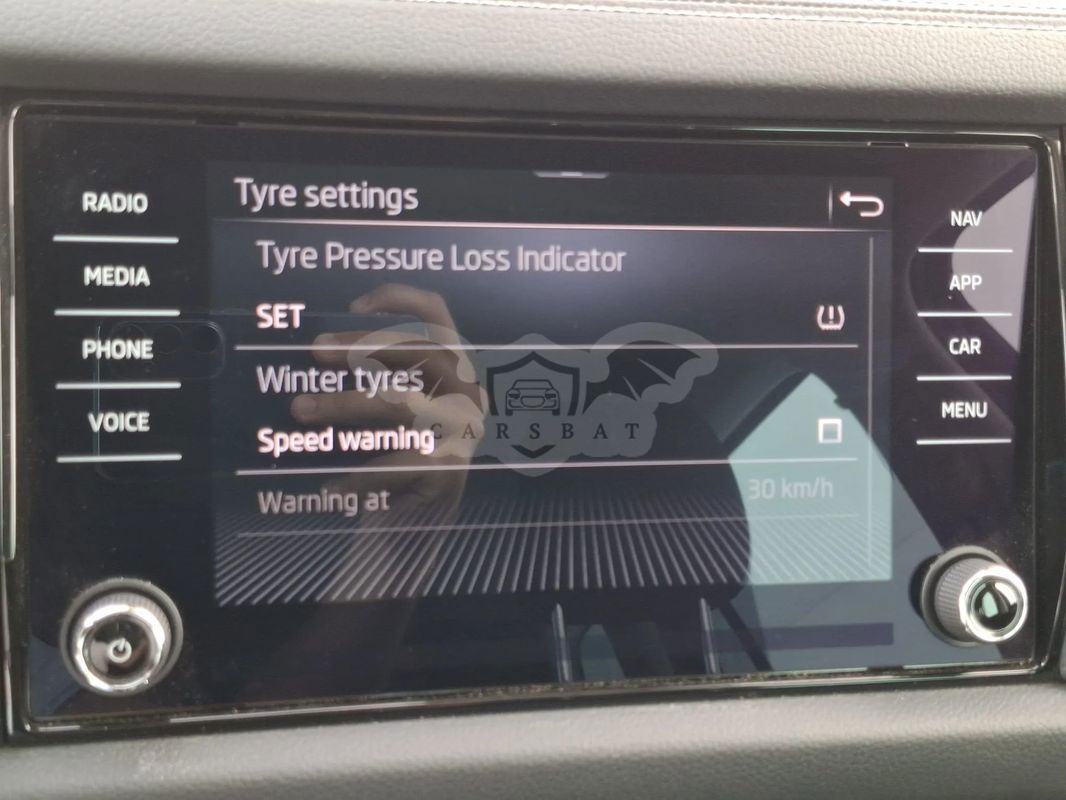 RADIO
MEDIA
PHONE
VOICE
Tyre settings
Tyre Pressure Loss Indicator
SET
Winter tyres
Speed warning
Warning at 30 km/h
NAV
APP
CAR
MENU
CARSBAT